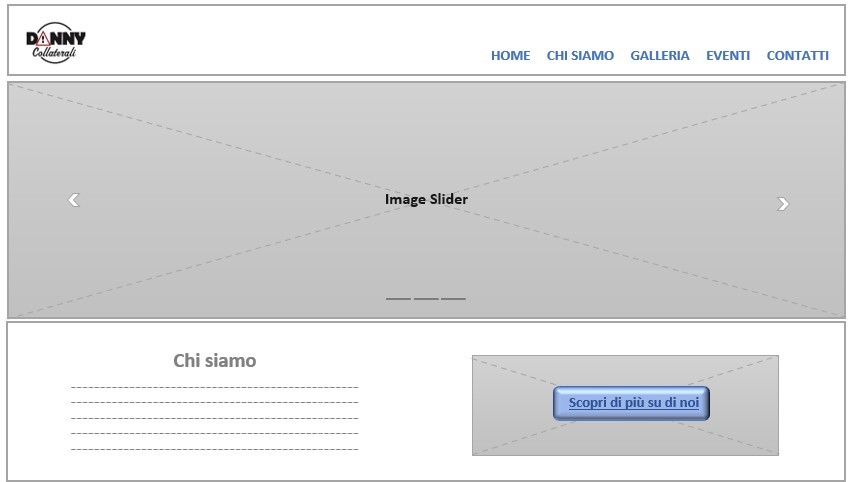 DANNY
Collaterali
HOME CHI SIAMO GALLERIA EVENTI CONTATTI
Image Slider
Chi siamo
Scopri di più su di noi